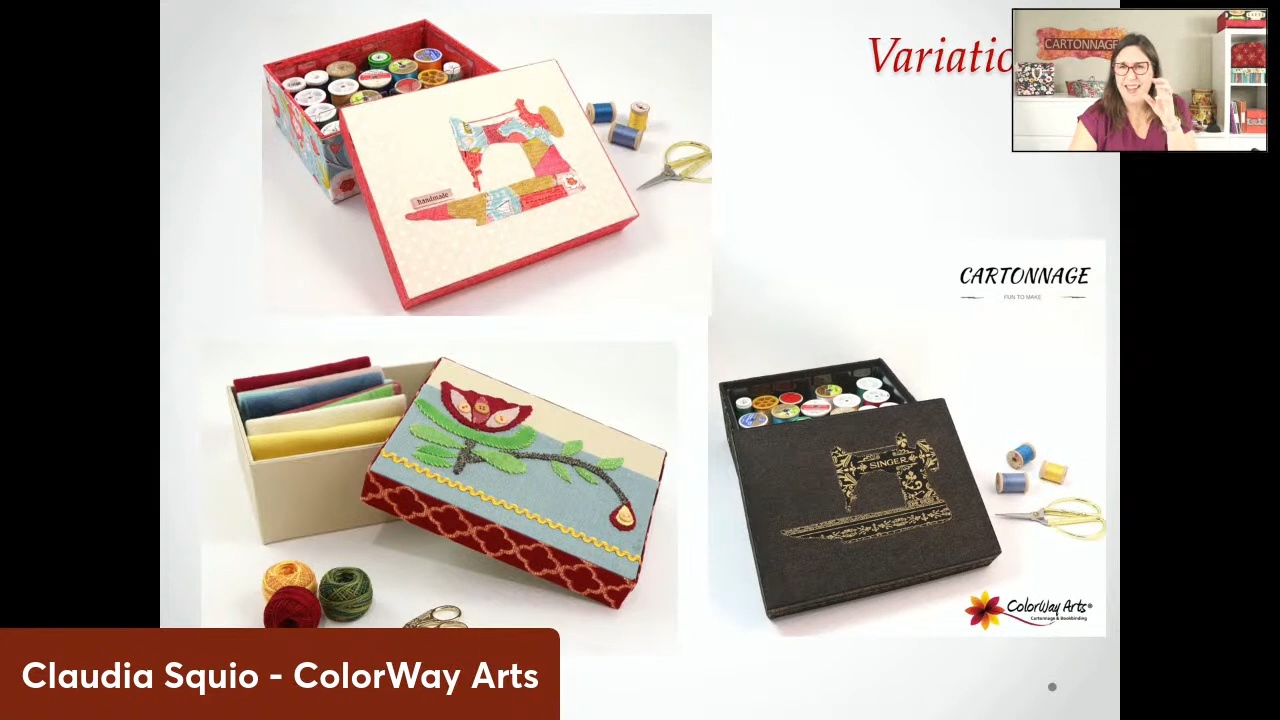 Variatio
CARTONNAGE
handmade
CARTONNAGE
FUN TO MAKE
SINGER
ColorWay Arts®
Cartonnage & Bookbinding
Claudia Squio - ColorWay Arts